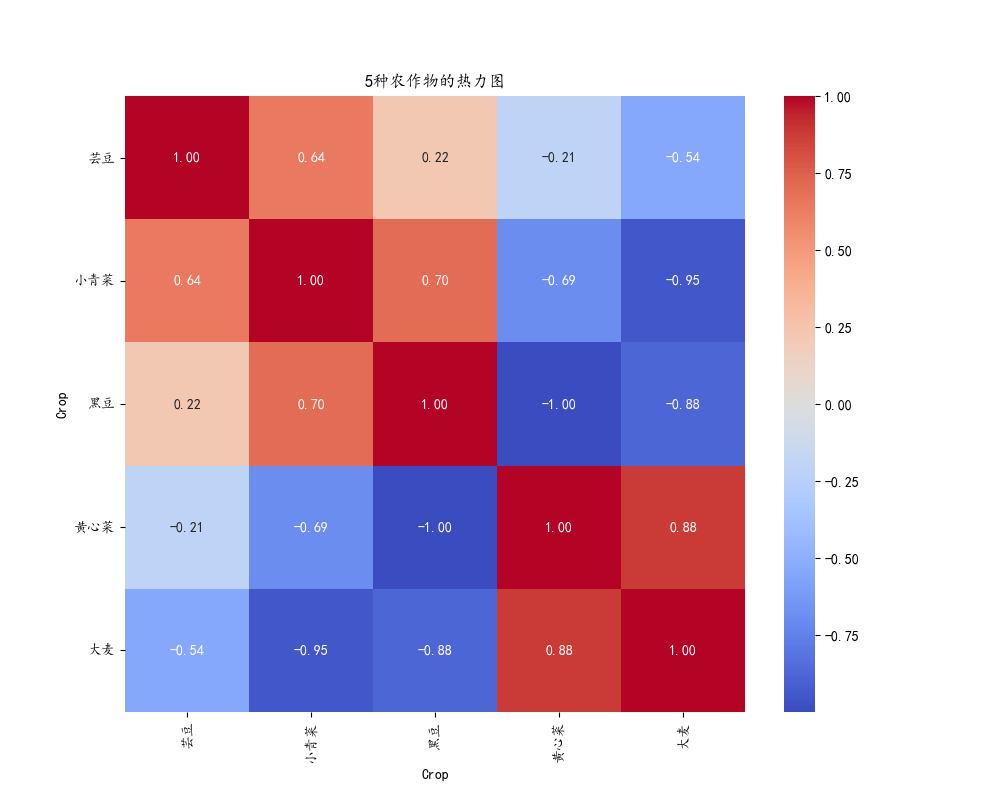 5种农作物的热力图
芸豆 1.00 0.64 0.22 -0.21 -0.54
小青菜 0.64 1.00 0.70 -0.69 -0.95
黑豆 0.22 0.70 1.00 -1.00 -0.88
黄心菜 -0.21 -0.69 -1.00 1.00 0.88
大麦 -0.54 -0.95 -0.88 0.88 1.00
Crop
芸豆 小青菜 黑豆 黄心菜 大麦
Crop
1.00
0.75
0.50
0.25
0.00
-0.25
-0.50
-0.75